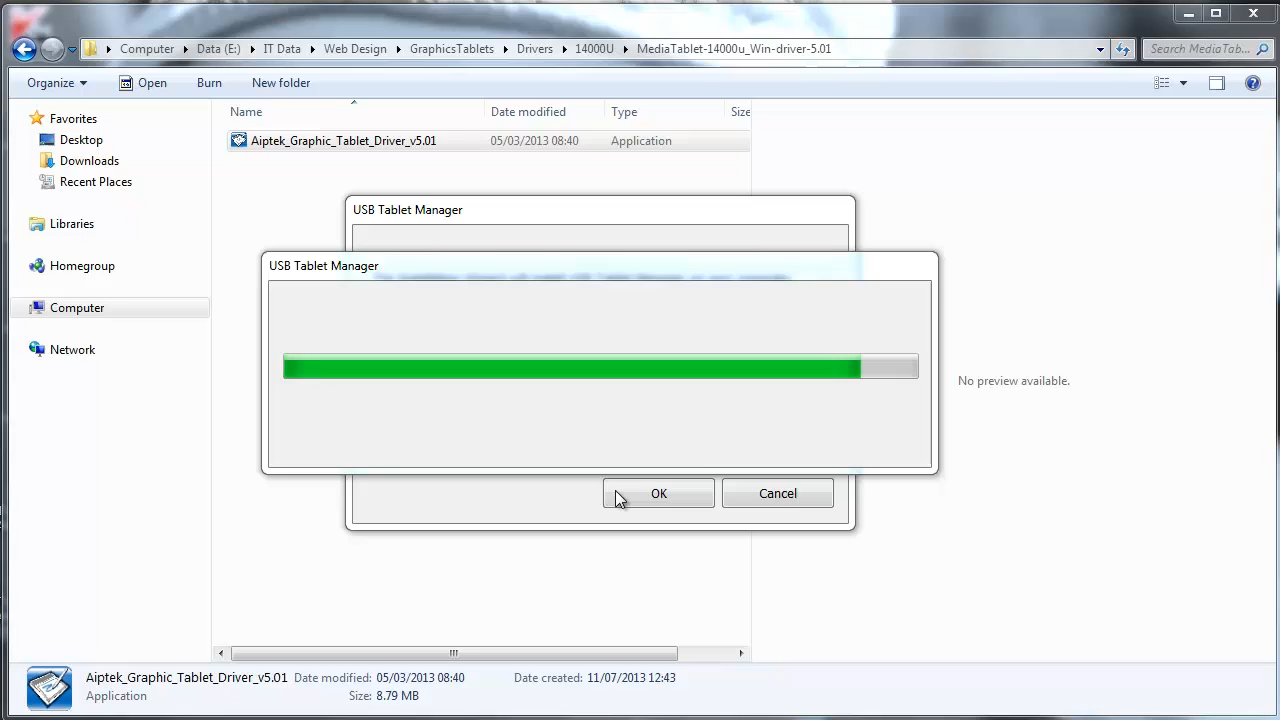 Computer Data (E:) IT Data Web Design GraphicsTablets Drivers 14000U MediaTablet-14000u_Win-driver-5.01 Search MediaTab...
Organize Open Burn New folder
Name Date modified Type Size
Favorites
Desktop
Downloads
Recent Places
Libraries
Homegroup
Computer
Network
Aiptek_Graphic_Tablet_Driver_v5.01 05/03/2013 08:40 Application
USB Tablet Manager
USB Tablet Manager
OK Cancel
No preview available.
Aiptek_Graphic_Tablet_Driver_v5.01 Date modified: 05/03/2013 08:40 Date created: 11/07/2013 12:43
Application Size: 8.79 MB